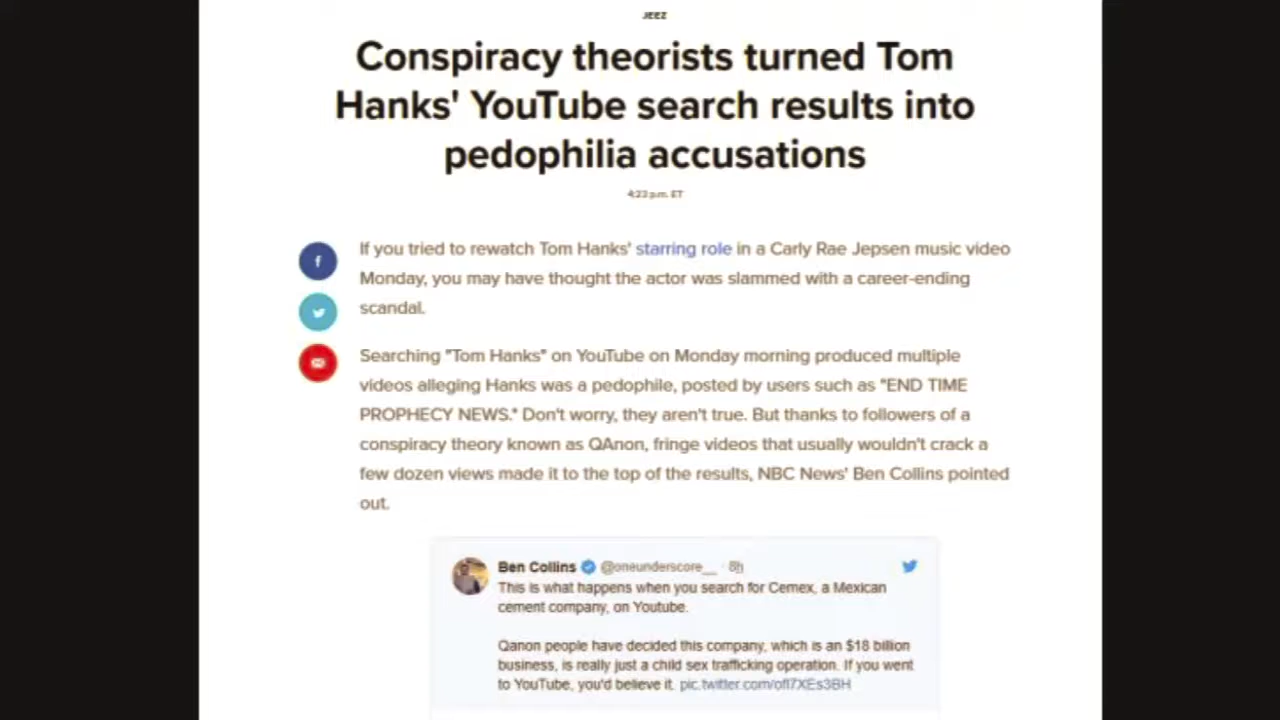 JEEZ
Conspiracy theorists turned Tom
Hanks' YouTube search results into
pedophilia accusations
4:23 p.m. ET
If you tried to rewatch Tom Hanks' starring role in a Carly Rae Jepsen music video
Monday, you may have thought the actor was slammed with a career-ending
scandal.
Searching "Tom Hanks" on YouTube on Monday morning produced multiple
videos alleging Hanks was a pedophile, posted by users such as "END TIME
PROPHECY NEWS." Don't worry, they aren't true. But thanks to followers of a
conspiracy theory known as QAnon, fringe videos that usually wouldn't crack a
few dozen views made it to the top of the results, NBC News' Ben Collins pointed
out.
Ben Collins @oneunderscore__ · 8h
This is what happens when you search for Cemex, a Mexican
cement company, on Youtube.
Qanon people have decided this company, which is an $18 billion
business, is really just a child sex trafficking operation. If you went
to YouTube, you'd believe it.